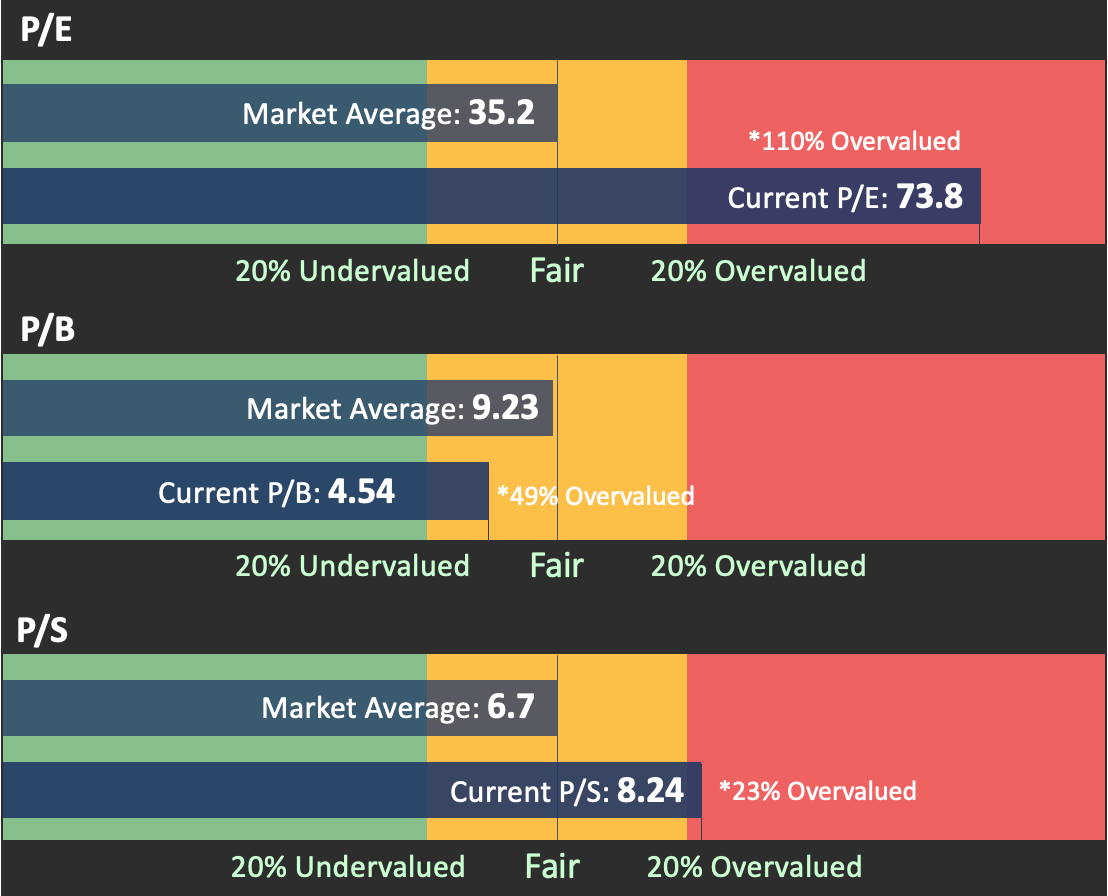 P/E
Market Average: 35.2
*110% Overvalued
Current P/E: 73.8
20% Undervalued Fair 20% Overvalued
P/B
Market Average: 9.23
Current P/B: 4.54 *49% Overvalued
20% Undervalued Fair 20% Overvalued
P/S
Market Average: 6.7
Current P/S: 8.24 *23% Overvalued
20% Undervalued Fair 20% Overvalued